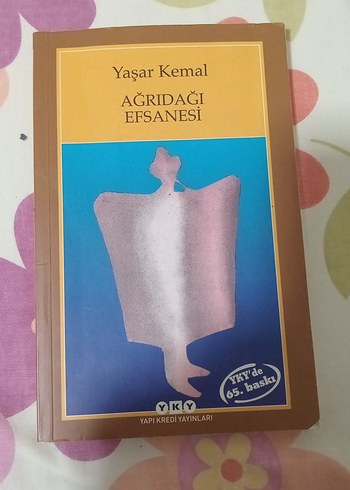 Yaşar Kemal
AĞRIDAĞI
EFSANESİ
YKY'de
65. baskı
YKY
YAPI KREDİ YAYINLARI